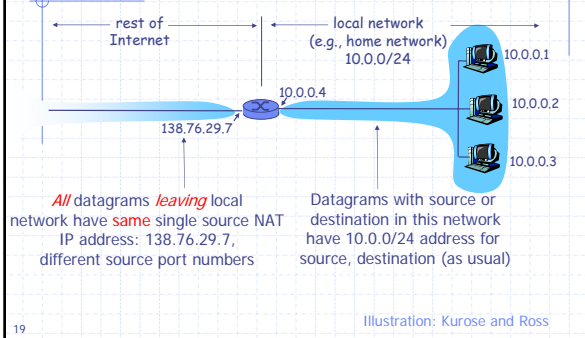 rest of
Internet
local network
(e.g., home network)
10.0.0/24
10.0.0.1
10.0.0.4
10.0.0.2
138.76.29.7
10.0.0.3
All datagrams leaving local
network have same single source NAT
IP address: 138.76.29.7,
different source port numbers
Datagrams with source or
destination in this network
have 10.0.0/24 address for
source, destination (as usual)
Illustration: Kurose and Ross
19